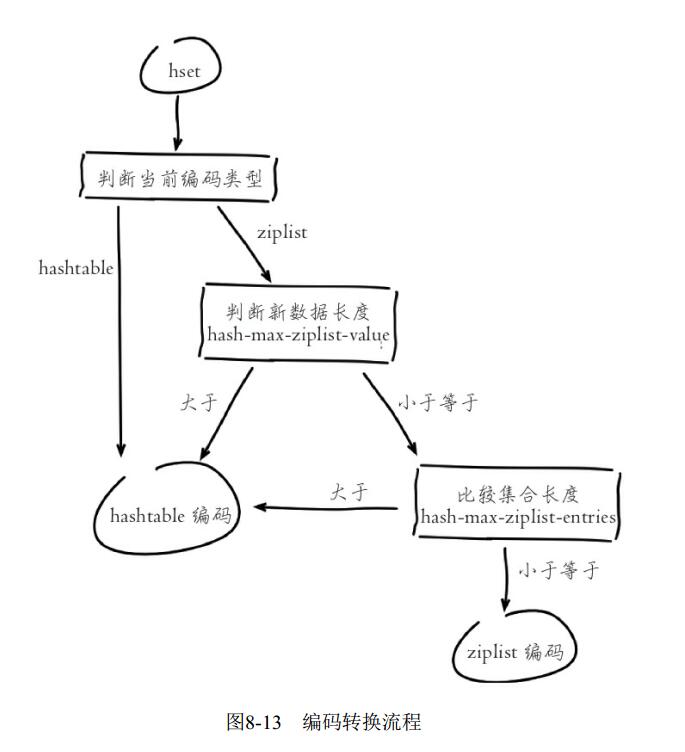 hset
判断当前编码类型
ziplist
hashtable
判断新数据长度
hash-max-ziplist-value
大于
小于等于
大于
比较集合长度
hashtable 编码
hash-max-ziplist-entries
小于等于
ziplist 编码
图8-13 编码转换流程